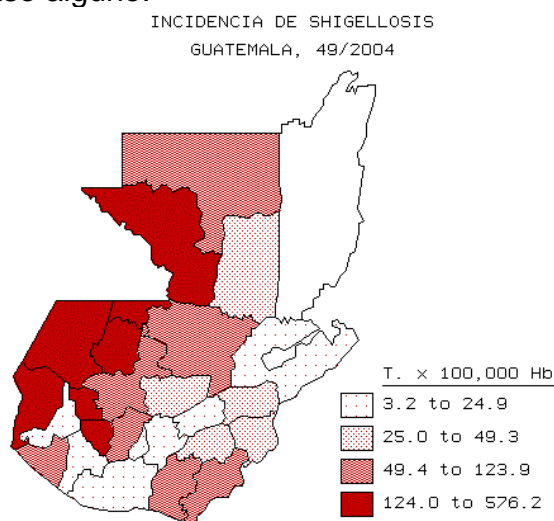 INCIDENCIA DE SHIGELLOSIS
GUATEMALA, 49/2004
T. x 100,000 Hb
3.2 to 24.9
25.0 to 49.3
49.4 to 123.9
124.0 to 576.2